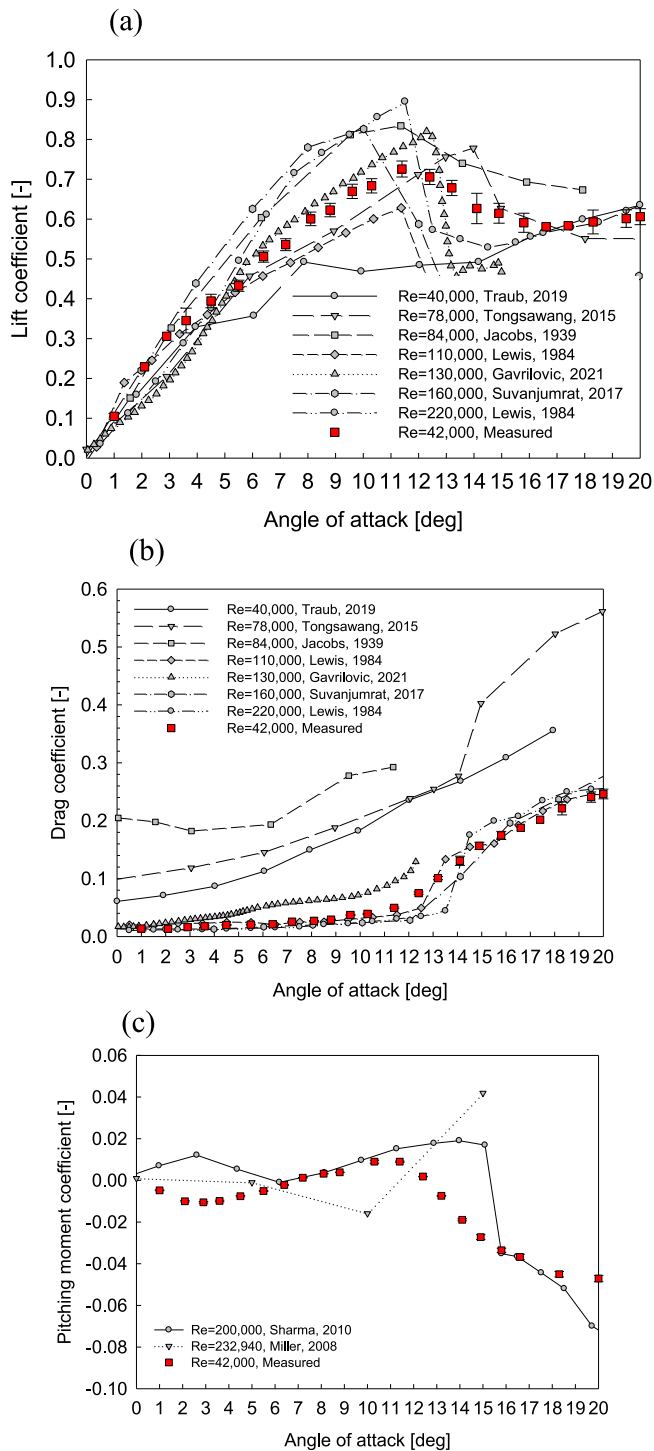 (a)
1.0
0.9
0.8
0.7
0.6
0.5
0.4
0.3
0.2
0.1
0.0
Lift coefficient [-]
Re=40,000, Traub, 2019
Re=78,000, Tongsawang, 2015
Re=84,000, Jacobs, 1939
Re=110,000, Lewis, 1984
Re=130,000, Gavrilovic, 2021
Re=160,000, Suvanjumrat, 2017
Re=220,000, Lewis, 1984
Re=42,000, Measured
0 1 2 3 4 5 6 7 8 9 10 11 12 13 14 15 16 17 18 19 20
Angle of attack [deg]
(b)
0.6
0.5
0.4
0.3
0.2
0.1
0.0
Drag coefficient [-]
Re=40,000, Traub, 2019
Re=78,000, Tongsawang, 2015
Re=84,000, Jacobs, 1939
Re=110,000, Lewis, 1984
Re=130,000, Gavrilovic, 2021
Re=160,000, Suvanjumrat, 2017
Re=220,000, Lewis, 1984
Re=42,000, Measured
0 1 2 3 4 5 6 7 8 9 10 11 12 13 14 15 16 17 18 19 20
Angle of attack [deg]
(c)
0.06
0.04
0.02
0.00
-0.02
-0.04
-0.06
-0.08
-0.10
Pitching moment coefficient [-]
Re=200,000, Sharma, 2010
Re=232,940, Miller, 2008
Re=42,000, Measured
0 1 2 3 4 5 6 7 8 9 10 11 12 13 14 15 16 17 18 19 20
Angle of attack [deg]